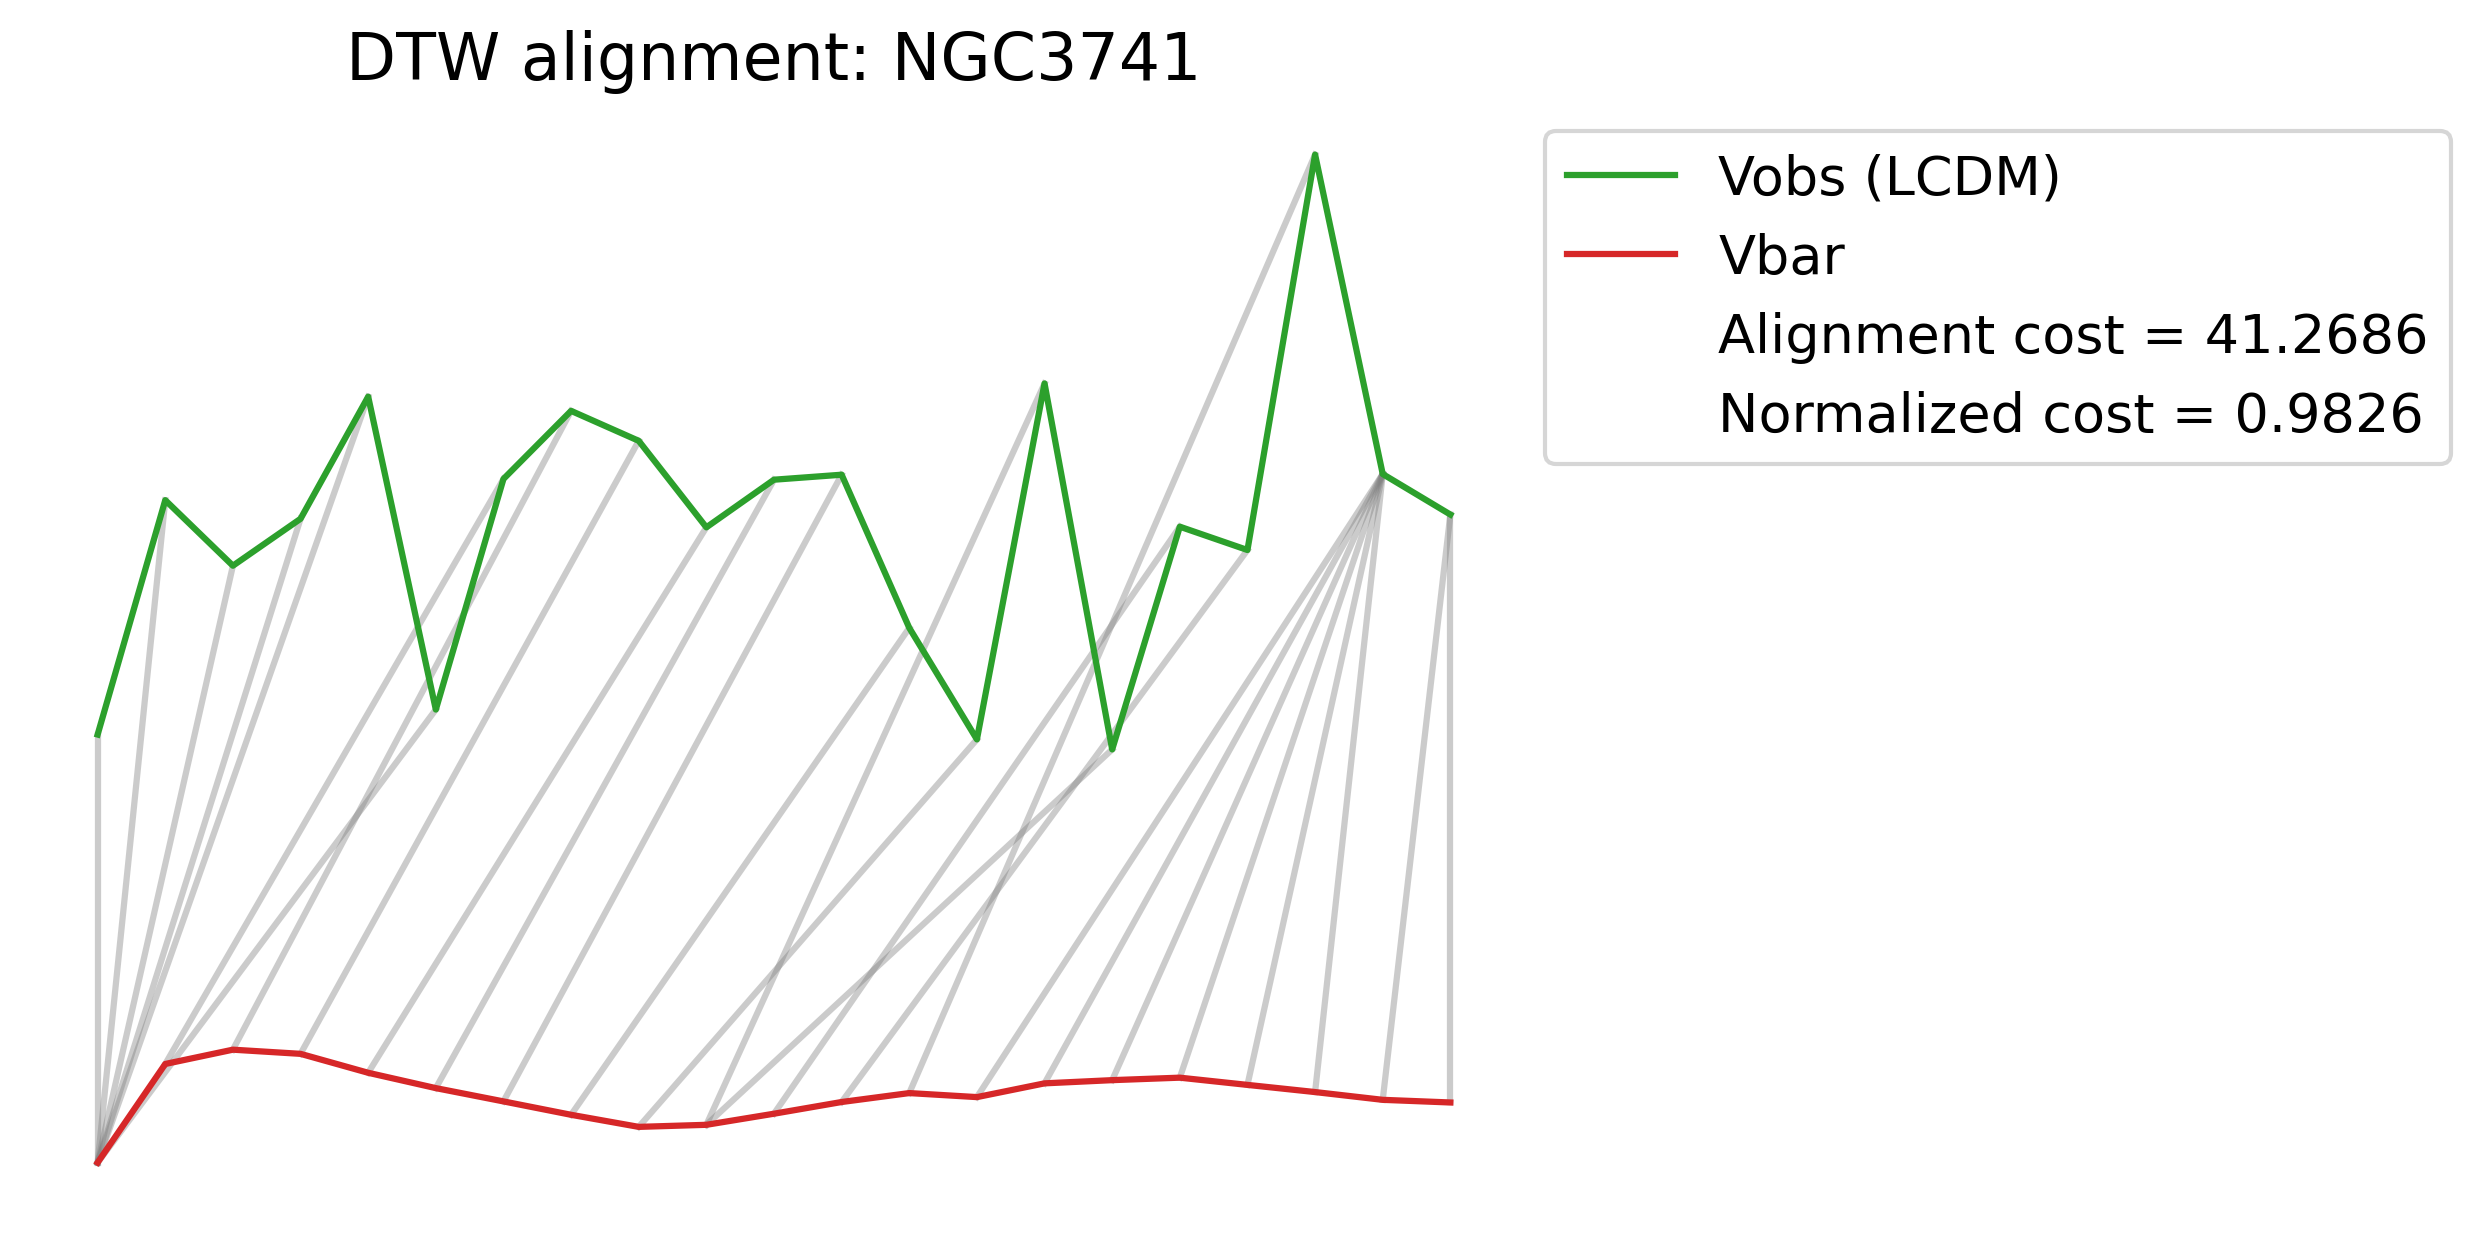 DTW alignment: NGC3741
Vobs (LCDM)
Vbar
Alignment cost = 41.2686
Normalized cost = 0.9826